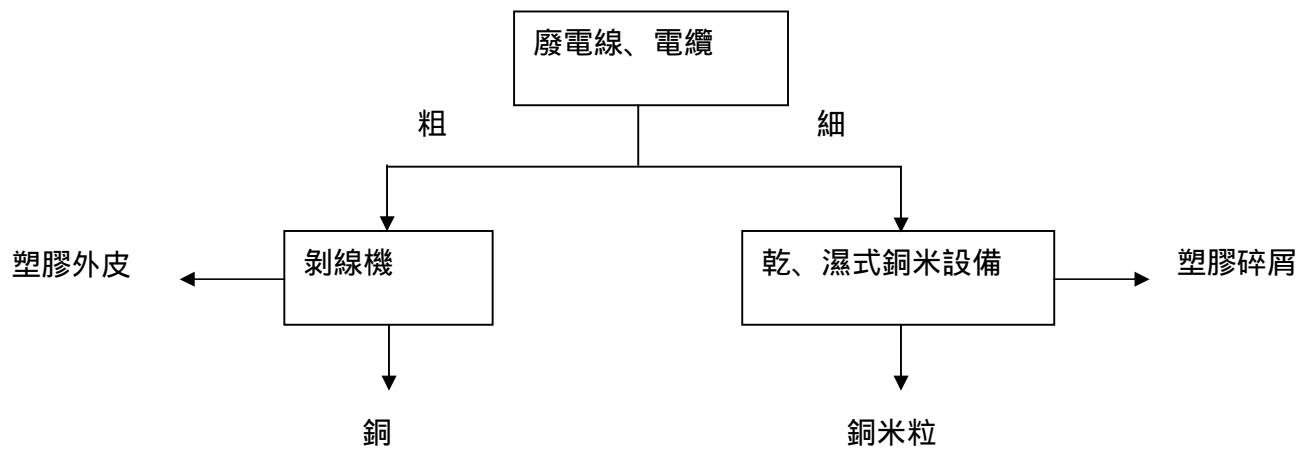 廢電線、電纜
粗
細
塑膠外皮
剝線機
乾、濕式銅米設備
塑膠碎屑
銅
銅米粒